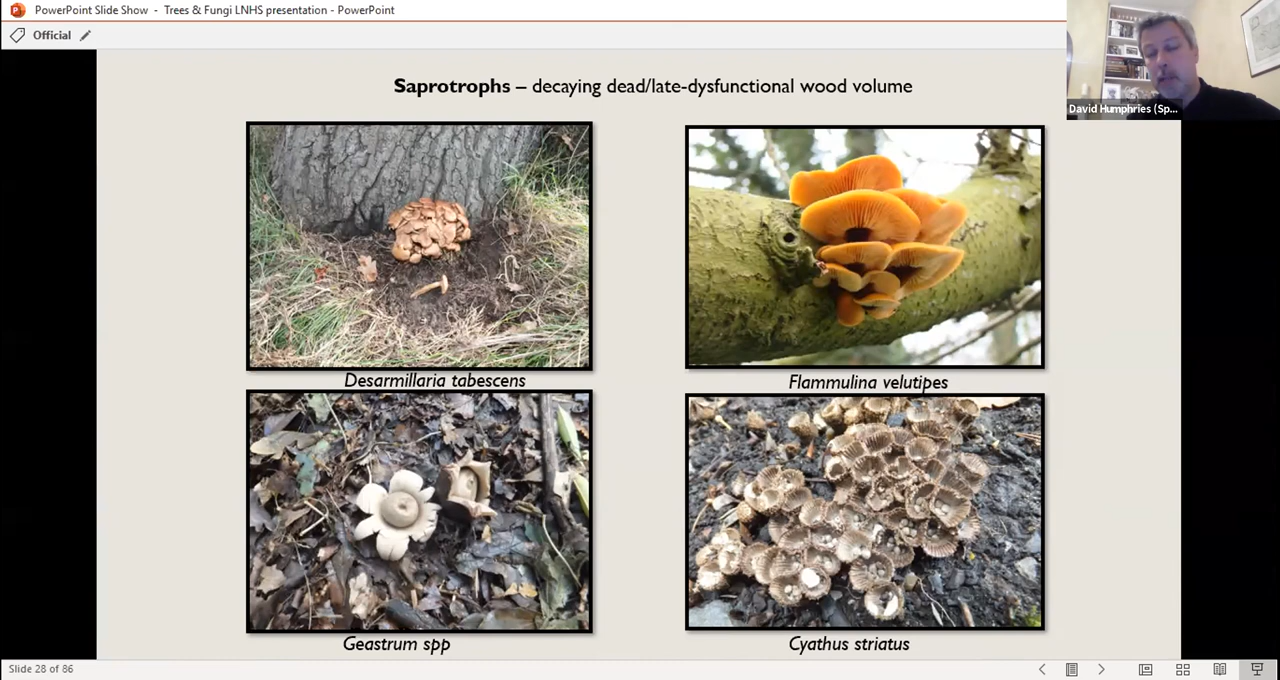 PowerPoint Slide Show - Trees & Fungi LNHS presentation - PowerPoint
Official
David Humphries (Sp...
Saprotrophs – decaying dead/late-dysfunctional wood volume
Desarmillaria tabescens
Flammulina velutipes
Geastrum spp
Cyathus striatus
Slide 28 of 86